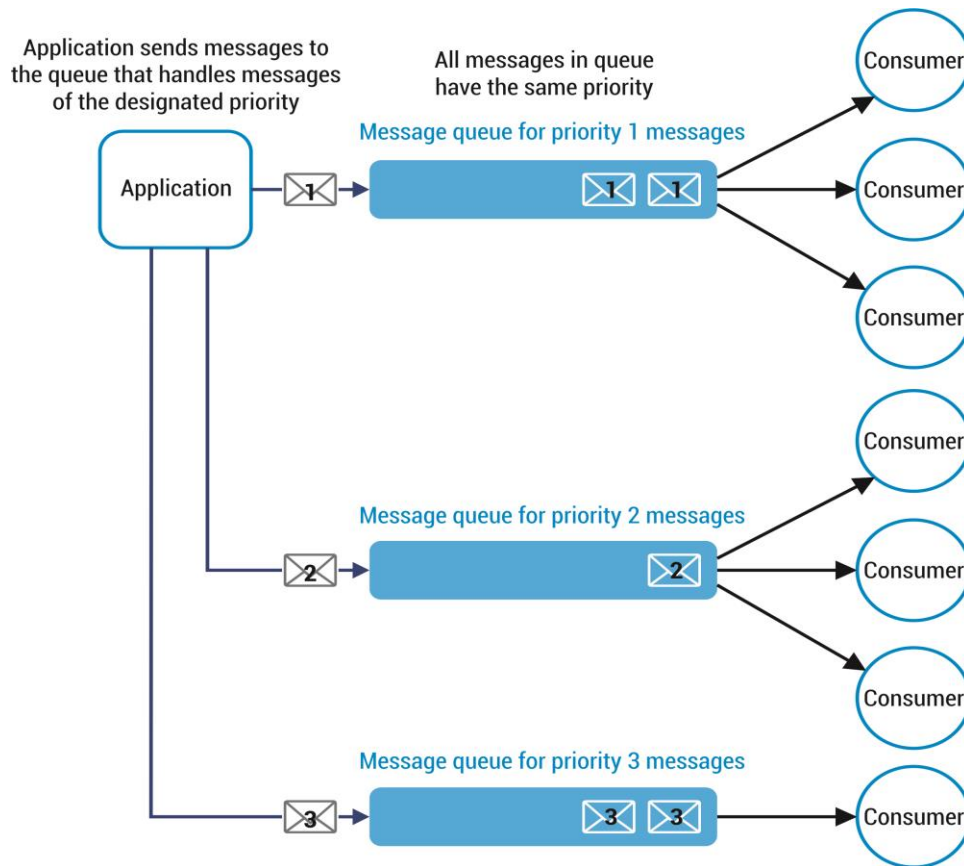 Application sends messages to
the queue that handles messages
of the designated priority
All messages in queue
have the same priority
Consumer
Message queue for priority 1 messages
Application
1
1
1
Consumer
Consumer
Consumer
Message queue for priority 2 messages
2
2
Consumer
Consumer
Message queue for priority 3 messages
3
3
3
Consumer